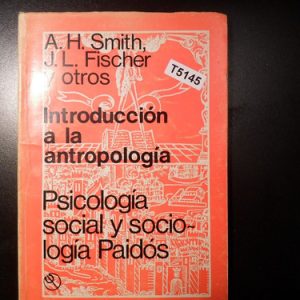 A. H. Smith,
J. L. Fischer
y otros
T5145
Introducción
a la
antropología
Psicología
social y socio-
logía Paidós